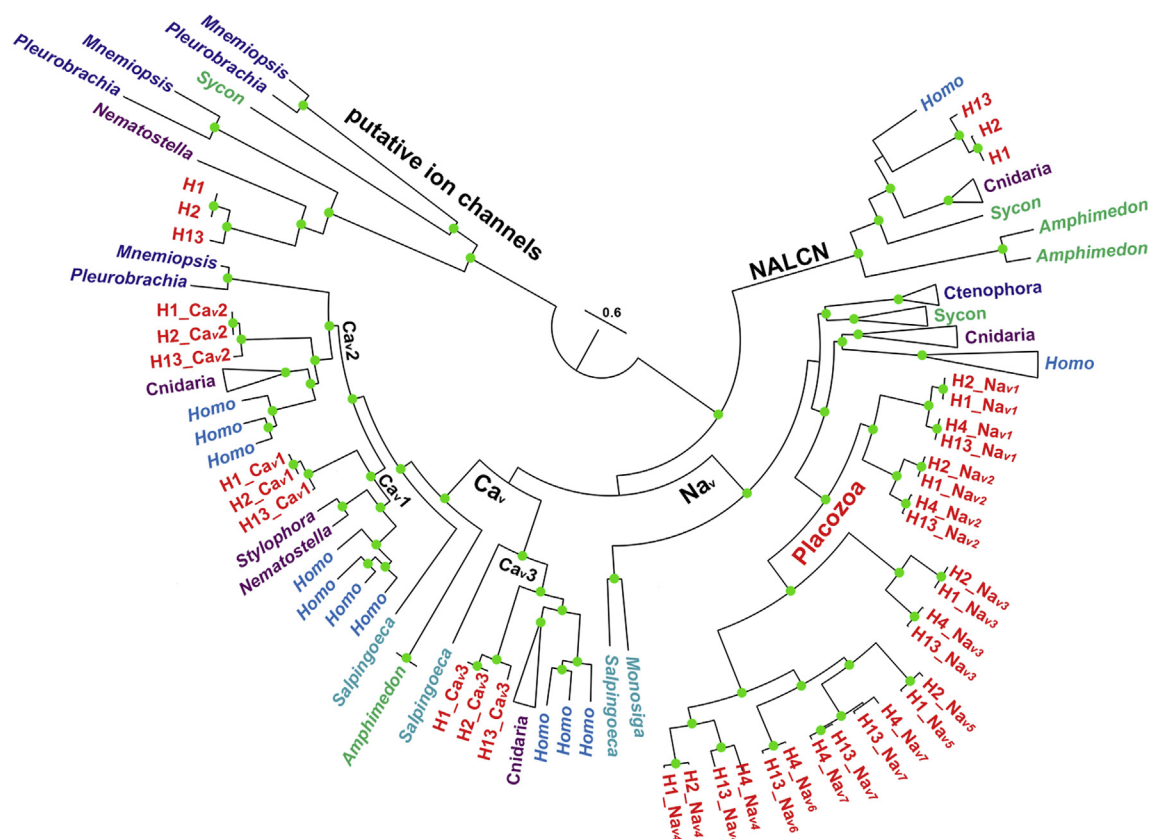 Mnemiopsis
Pleurobrachia
Sycon
Mnemiopsis
Pleurobrachia
Nematostella
putative ion channels
H1
H2
H13
Mnemiopsis
Pleurobrachia
H1_Cav2
H2_Cav2
H13_Cav2
Cnidaria
Homo
Homo
Homo
Cav2
H1_Cav1
H2_Cav1
H13_Cav1
Cav1
Stylophora
Nematostella
Homo
Homo
Homo
Homo
Salpingoeca
Amphimedon
Cav
Salpingoeca
Cav3
H1_Cav3
H2_Cav3
H13_Cav3
Cnidaria
Homo
Homo
Homo
Salpingoeca
Monosiga
0.6
NALCN
Homo
H13
H2
H1
Cnidaria
Sycon
Amphimedon
Amphimedon
Nav
Ctenophora
Sycon
Cnidaria
Homo
Placozoa
H2_Nav1
H1_Nav1
H4_Nav1
H13_Nav1
H2_Nav2
H1_Nav2
H4_Nav2
H13_Nav2
H2_Nav3
H1_Nav3
H4_Nav3
H13_Nav3
H2_Nav5
H1_Nav5
H4_Nav7
H13_Nav7
H13_Nav7
H4_Nav7
H4_Nav6
H13_Nav6
H4_Nav4
H13_Nav
H2_Nav4
H1_Nav4